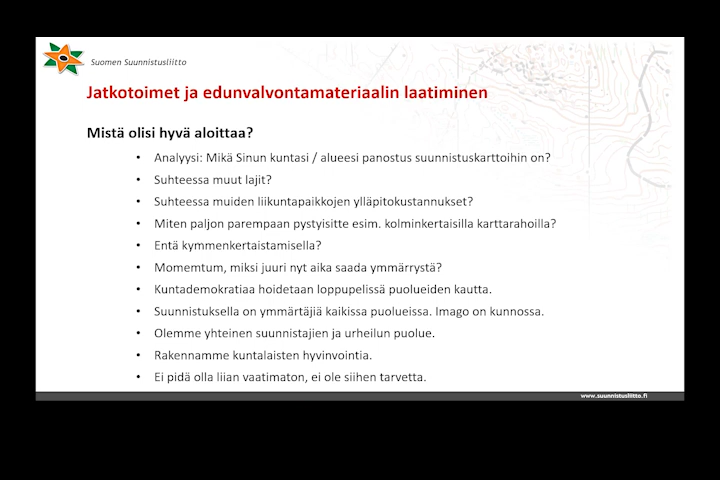 Suomen Suunnistusliitto
Jatkotoimet ja edunvalvontamateriaalin laatiminen
Mistä olisi hyvä aloittaa?
• Analyysi: Mikä Sinun kuntasi / alueesi panostus suunnistuskarttoihin on?
• Suhteessa muut lajit?
• Suhteessa muiden liikuntapaikkojen ylläpitokustannukset?
• Miten paljon parempaan pystyisitte esim. kolminkertaisilla karttarahoilla?
• Entä kymmenkertaistamisella?
• Momemtum, miksi juuri nyt aika saada ymmärrystä?
• Kuntademokratiaa hoidetaan loppupelissä puolueiden kautta.
• Suunnistuksella on ymmärtäjiä kaikissa puolueissa. Imago on kunnossa.
• Olemme yhteinen suunnistajien ja urheilun puolue.
• Rakennamme kuntalaisten hyvinvointia.
• Ei pidä olla liian vaatimaton, ei ole siihen tarvetta.
www.suunnistusliitto.fi